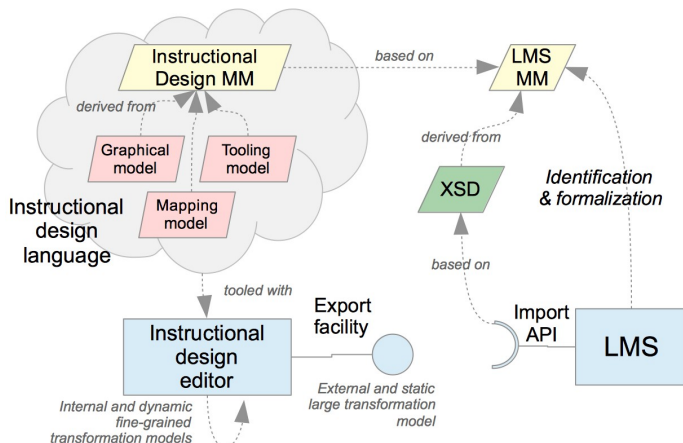 Instructional
Design MM
based on
LMS
MM
derived from
Graphical
model
Tooling
model
Mapping
model
Instructional
design
language
derived from
XSD
Identification
& formalization
based on
tooled with
Instructional
design
editor
Export
facility
Import
API
LMS
External and static
large transformation
model
Internal and dynamic
fine-grained
transformation models